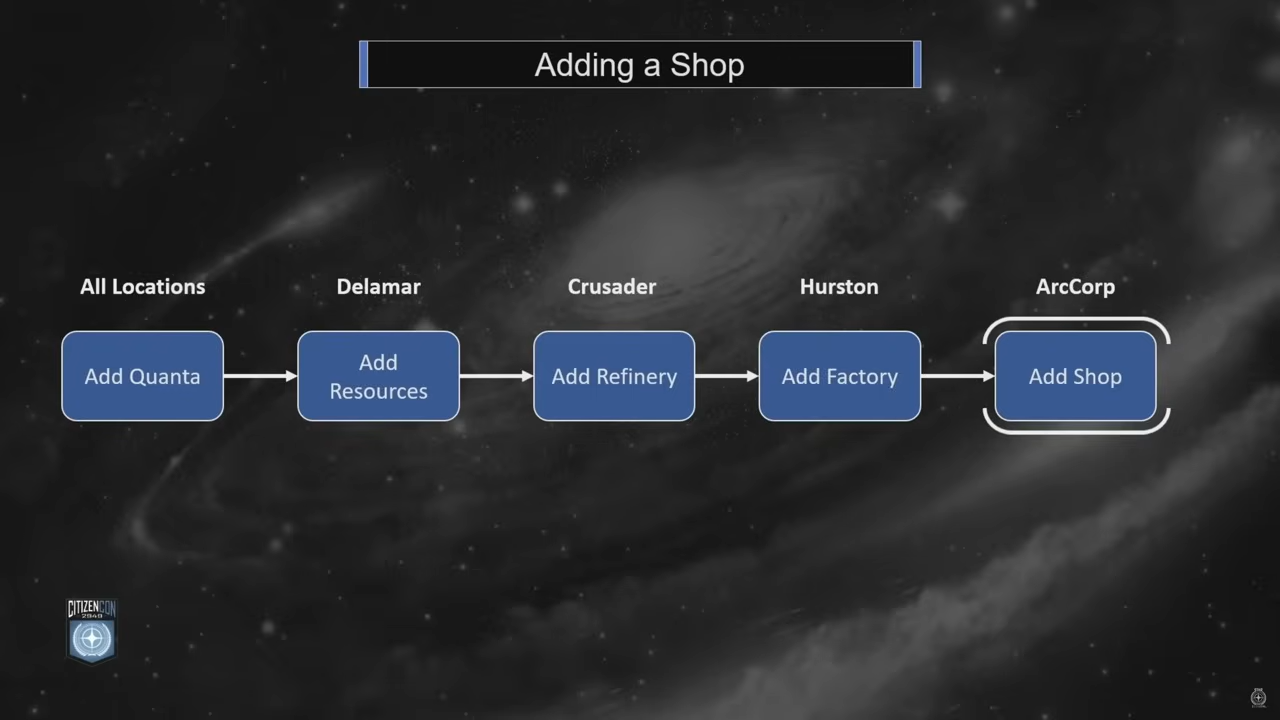 Adding a Shop
All Locations
Delamar
Crusader
Hurston
ArcCorp
Add Quanta
Add
Resources
Add Refinery
Add Factory
Add Shop
CITIZENCON
2949